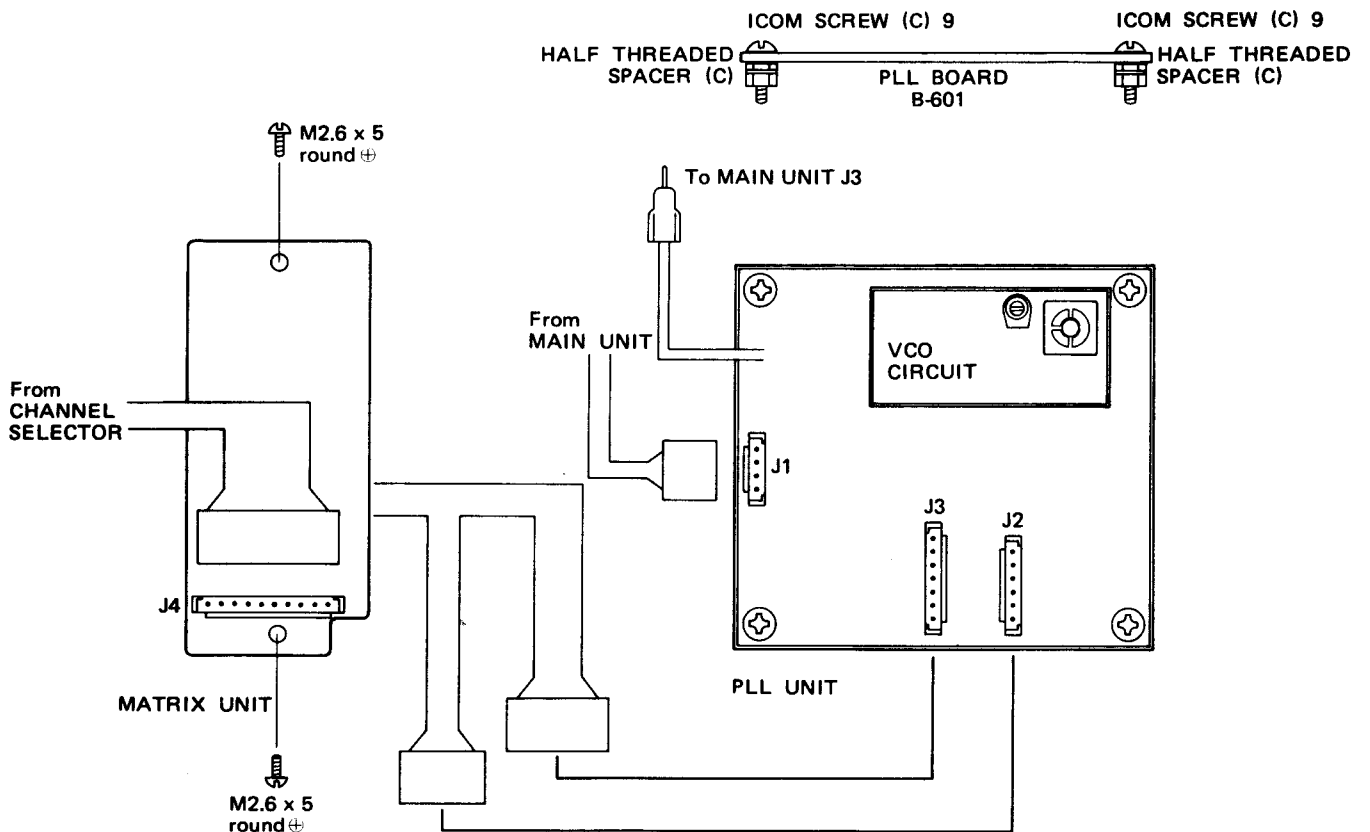 ICOM SCREW (C) 9
ICOM SCREW (C) 9
HALF THREADED
SPACER (C)
PLL BOARD
B-601
HALF THREADED
SPACER (C)
M2.6 x 5
round ⊕
To MAIN UNIT J3
From
MAIN UNIT
VCO
CIRCUIT
From
CHANNEL
SELECTOR
J1
J3
J2
J4
MATRIX UNIT
PLL UNIT
M2.6 x 5
round ⊕